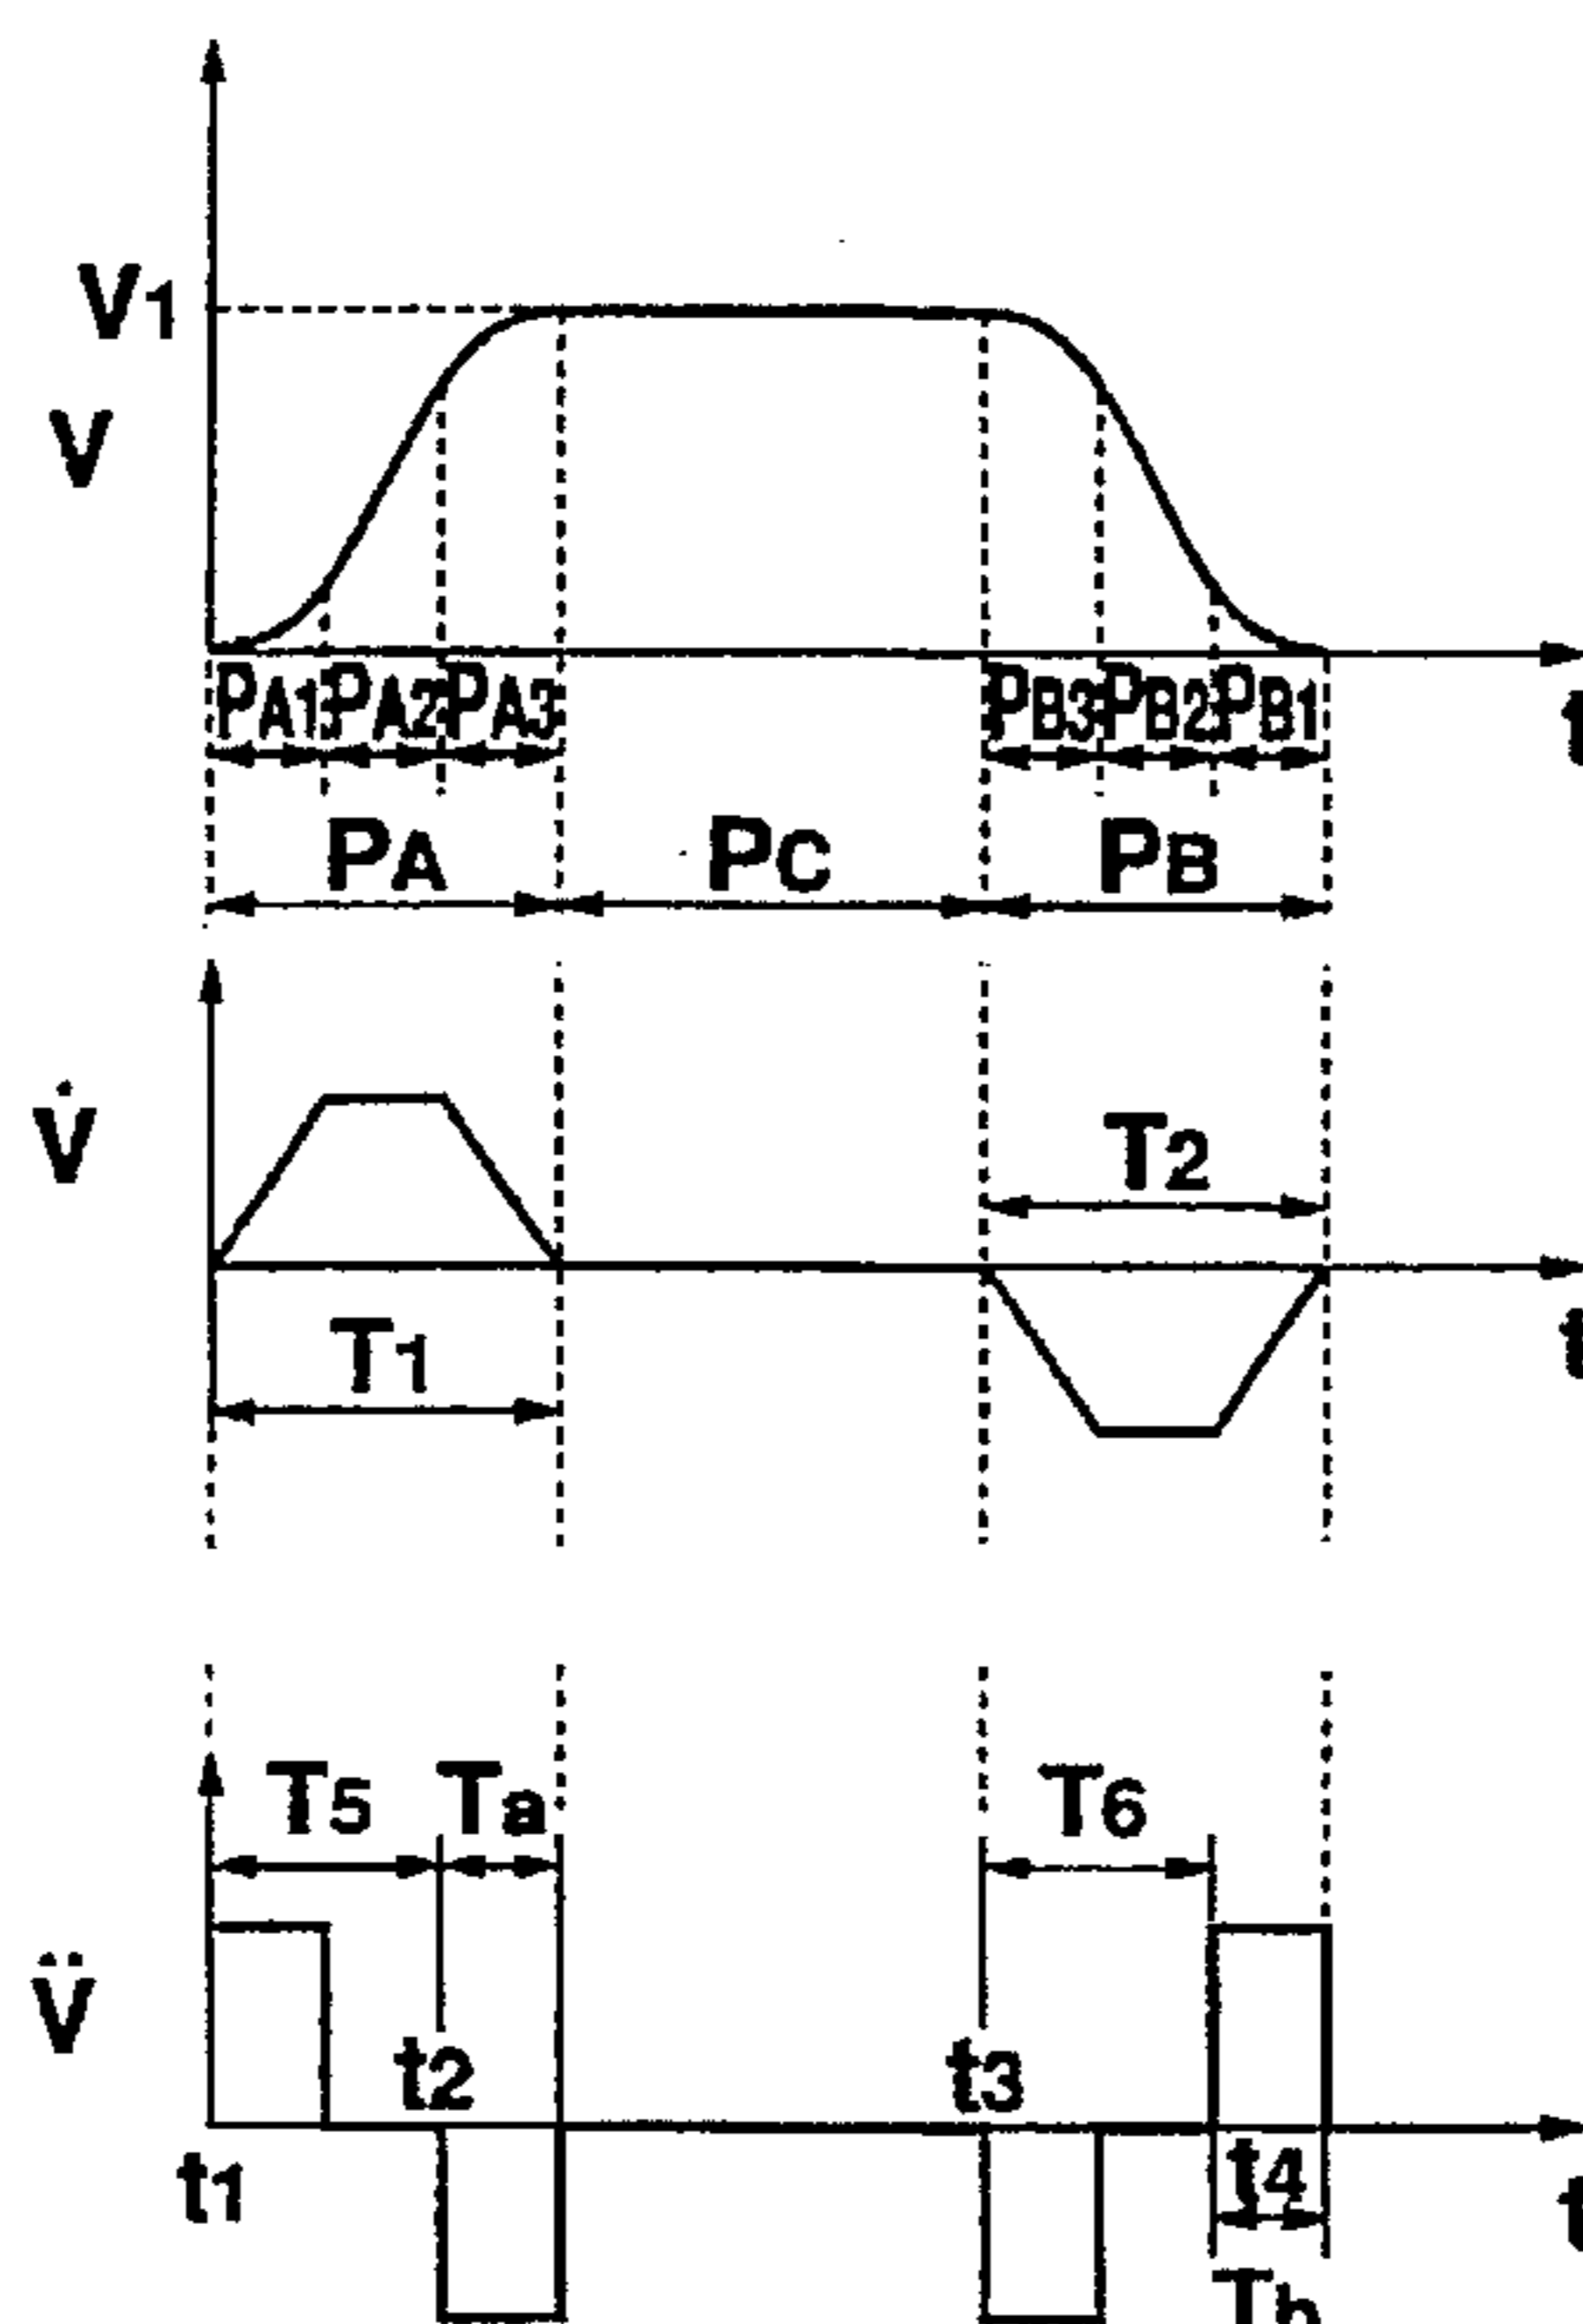 V1
V
PA1 PA2 PA3 PB3 PB2 PB1
t
PA PC PB
V̇
T2
T1
t
T5 Ta T6
V̈
t2 t3
t1 t4
t
Tb